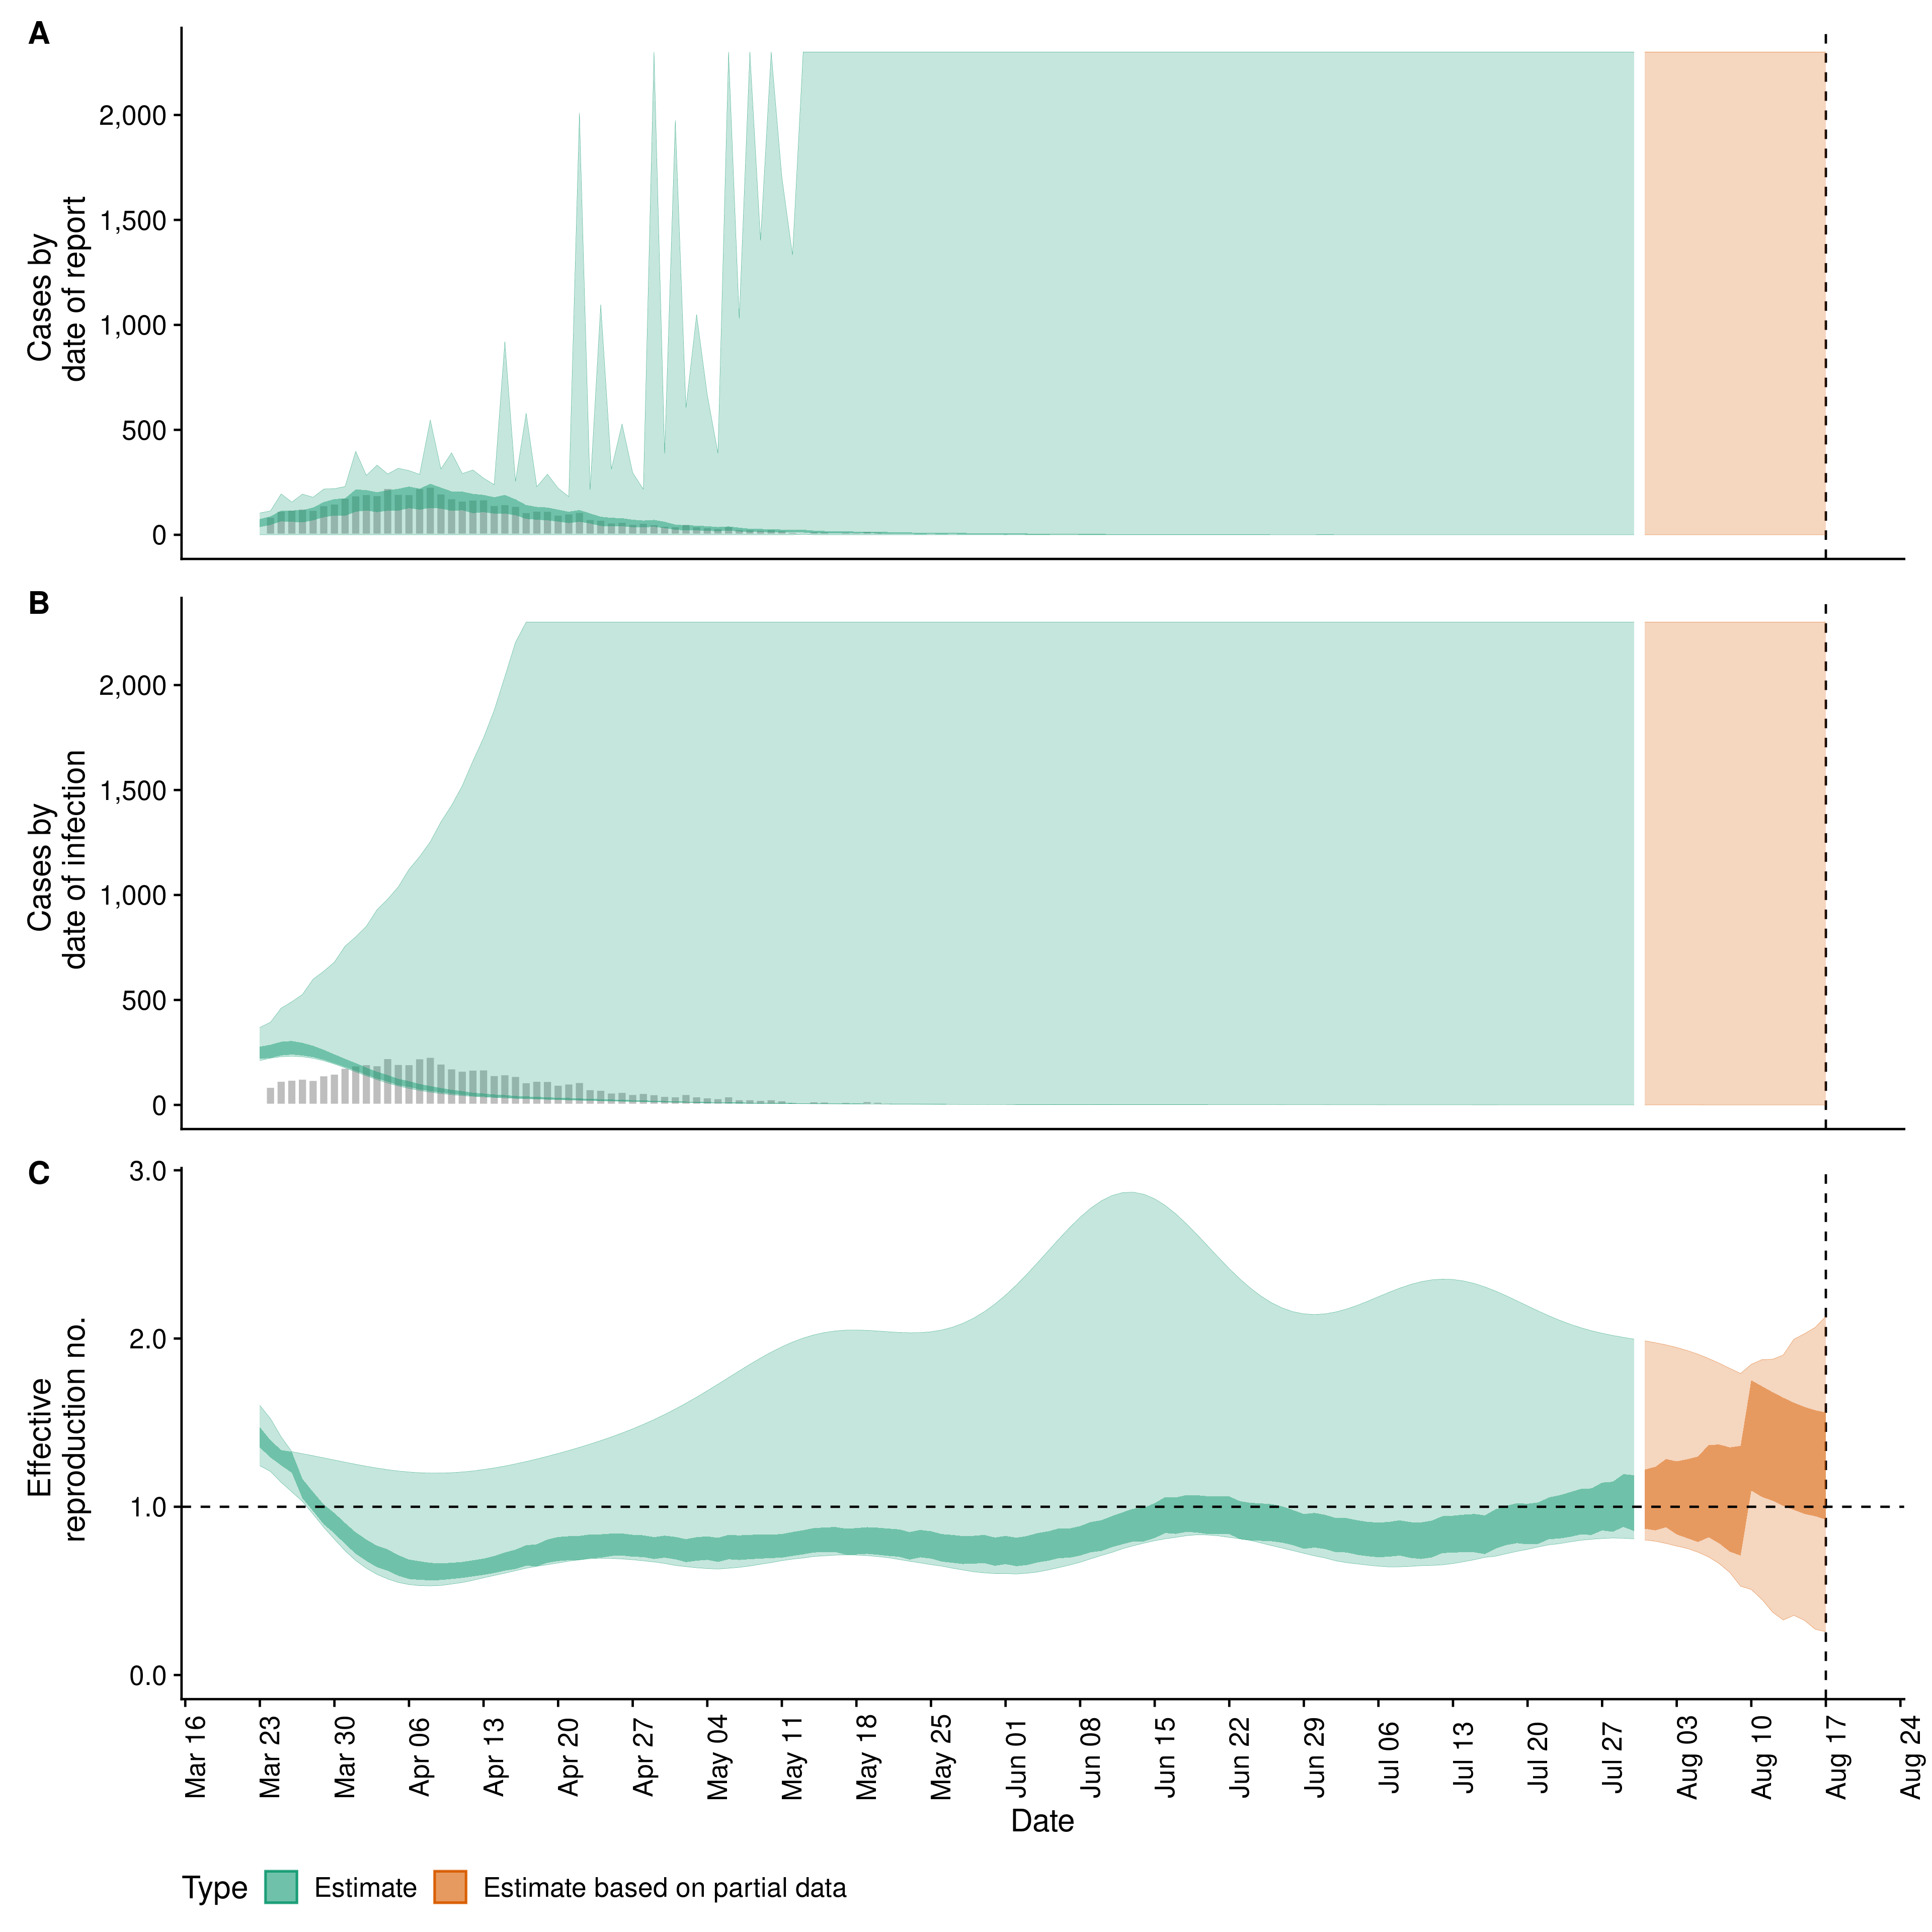 A
Cases by
date of report
2,000
1,500
1,000
500
0
B
Cases by
date of infection
2,000
1,500
1,000
500
0
C
Effective
reproduction no.
3.0
2.0
1.0
0.0
Mar 16
Mar 23
Mar 30
Apr 06
Apr 13
Apr 20
Apr 27
May 04
May 11
May 18
May 25
Jun 01
Jun 08
Jun 15
Jun 22
Jun 29
Jul 06
Jul 13
Jul 20
Jul 27
Aug 03
Aug 10
Aug 17
Aug 24
Date
Type Estimate Estimate based on partial data